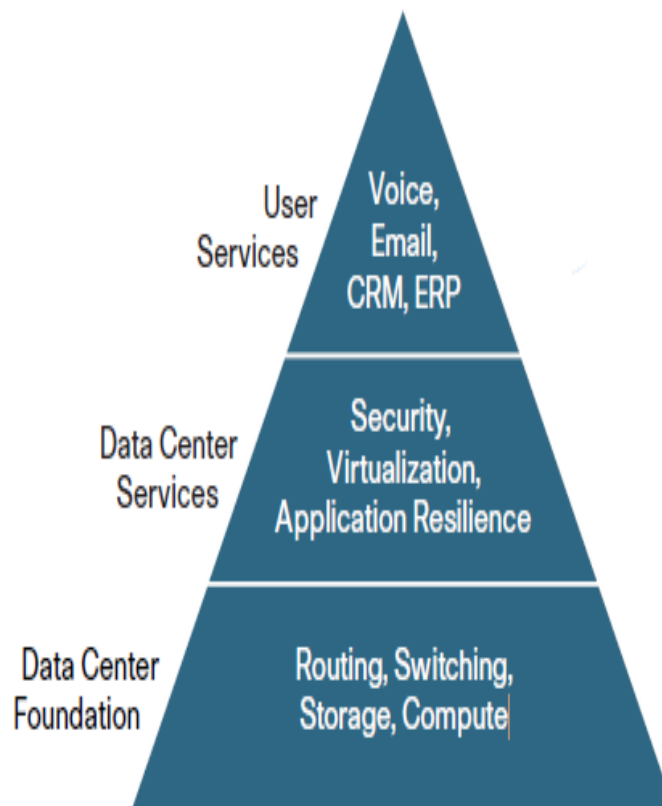 User
Services
Voice,
Email,
CRM, ERP
Data Center
Services
Security,
Virtualization,
Application Resilience
Data Center
Foundation
Routing, Switching,
Storage, Compute